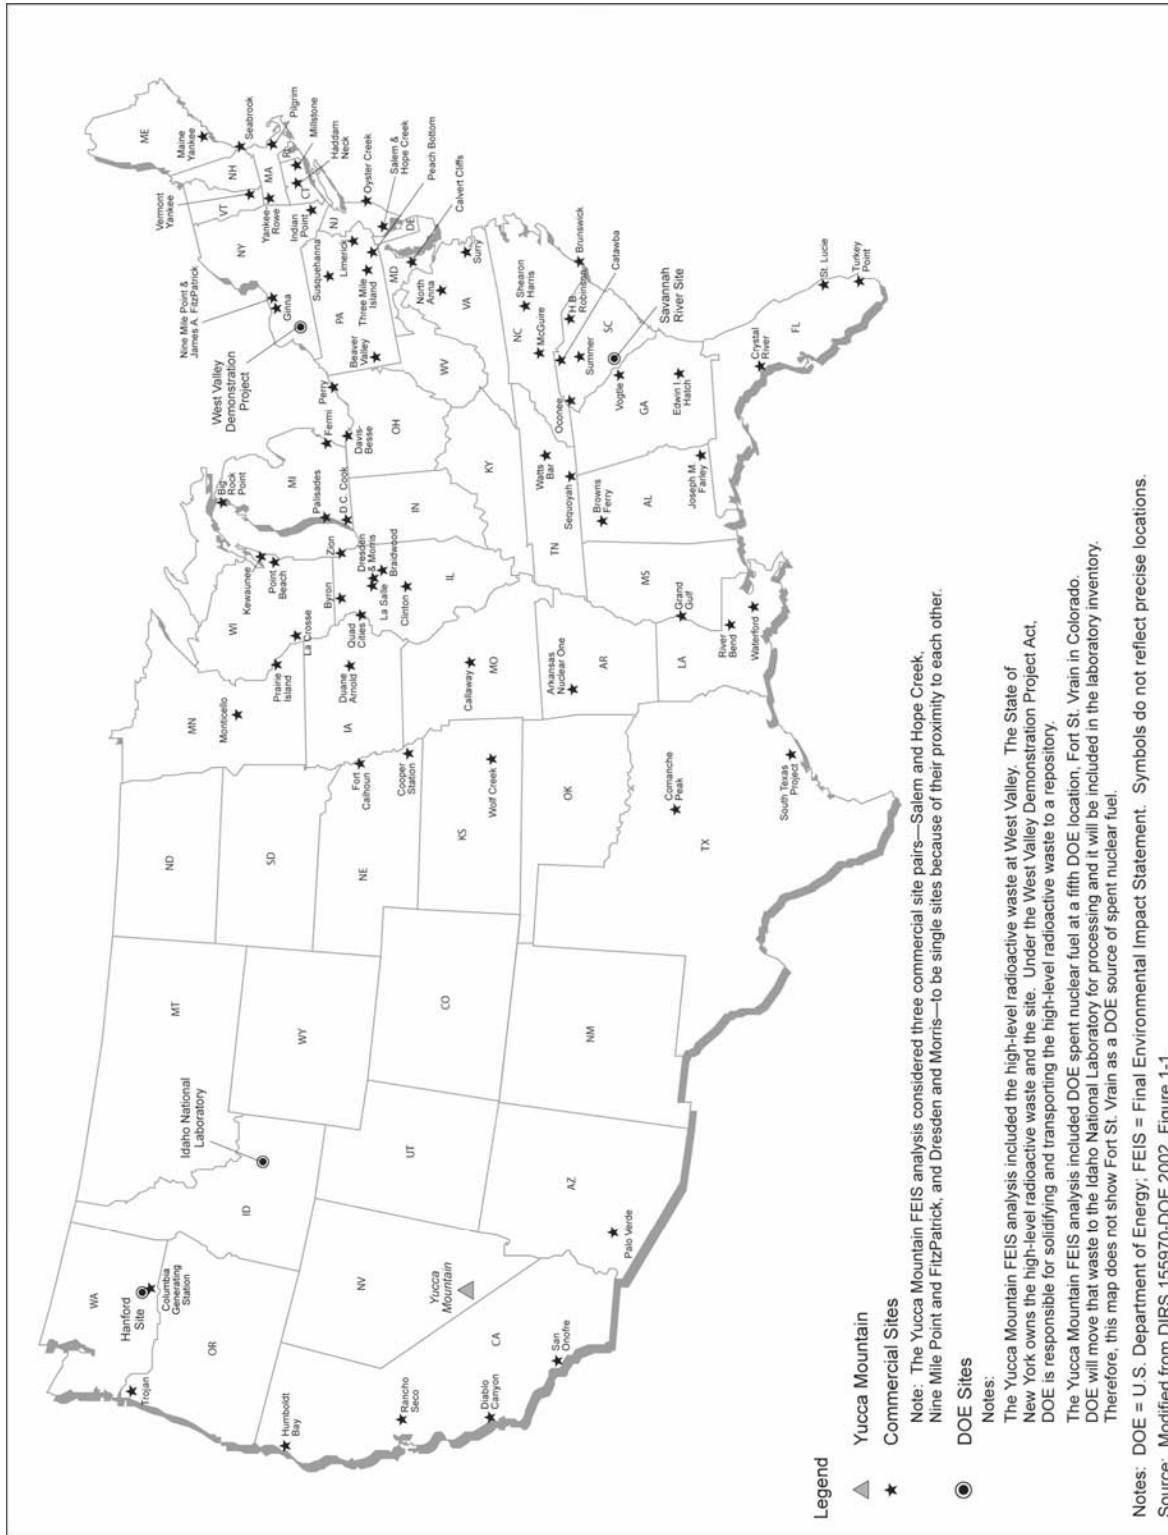 WA
Hanford
Site
Columbia
Generating
Station
Trojan
OR
Humboldt
Bay
Rancho
Seco
Diablo
Canyon
CA
San
Onofre
NV
Yucca
Mountain
ID
Idaho National
Laboratory
MT
WY
UT
CO
AZ
Palo Verde
NM
ND
SD
NE
KS
OK
TX
Fort
Calhoun
Cooper
Station
Wolf Creek
Comanche
Peak
South Texas
Project
MN
Monticello
Prairie
Island
IA
Duane
Arnold
MO
Callaway
AR
Arkansas
Nuclear One
LA
River
Bend
Waterford
WI
Kewaunee
Point
Beach
La Crosse
Byron
Zion
Quad
Cities
Dresden
& Morris
La Salle
Braidwood
Clinton
IL
MS
Grand
Gulf
MI
Big
Rock
Point
Palisades
D.C. Cook
Fermi
IN
OH
Davis-
Besse
Perry
KY
TN
Watts
Bar
Sequoyah
Browns
Ferry
AL
Joseph M.
Farley
GA
Edwin I
Hatch
Vogtle
FL
Crystal
River
St. Lucie
Turkey
Point
SC
Savannah
River Site
Summer
Oconee
Catawba
H.B.
Robinson
NC
McGuire
Shearon
Harris
Brunswick
VA
North
Anna
Surry
WV
MD
Calvert Cliffs
DE
PA
Beaver
Valley
Three Mile
Island
Susquehanna
Limerick
Peach Bottom
Salem &
Hope Creek
NJ
Oyster Creek
NY
West Valley
Demonstration
Project
Nine Mile Point &
James A. FitzPatrick
Ginna
Indian
Point
VT
Vermont
Yankee
NH
Seabrook
MA
Yankee
Rowe
Pilgrim
RI
CT
Millstone
Haddam
Neck
ME
Maine
Yankee
Legend
Yucca Mountain
Commercial Sites
Note: The Yucca Mountain FEIS analysis considered three commercial site pairs—Salem and Hope Creek,
Nine Mile Point and FitzPatrick, and Dresden and Morris—to be single sites because of their proximity to each other.
DOE Sites
Notes:
The Yucca Mountain FEIS analysis included the high-level radioactive waste at West Valley. The State of
New York owns the high-level radioactive waste and the site. Under the West Valley Demonstration Project Act,
DOE is responsible for solidifying and transporting the high-level radioactive waste to a repository.
The Yucca Mountain FEIS analysis included DOE spent nuclear fuel at a fifth DOE location, Fort St. Vrain in Colorado.
DOE will move that waste to the Idaho National Laboratory for processing and it will be included in the laboratory inventory.
Therefore, this map does not show Fort St. Vrain as a DOE source of spent nuclear fuel.
Notes: DOE = U.S. Department of Energy; FEIS = Final Environmental Impact Statement. Symbols do not reflect precise locations.
Source: Modified from DIRS 155970-DOE 2002, Figure 1-1